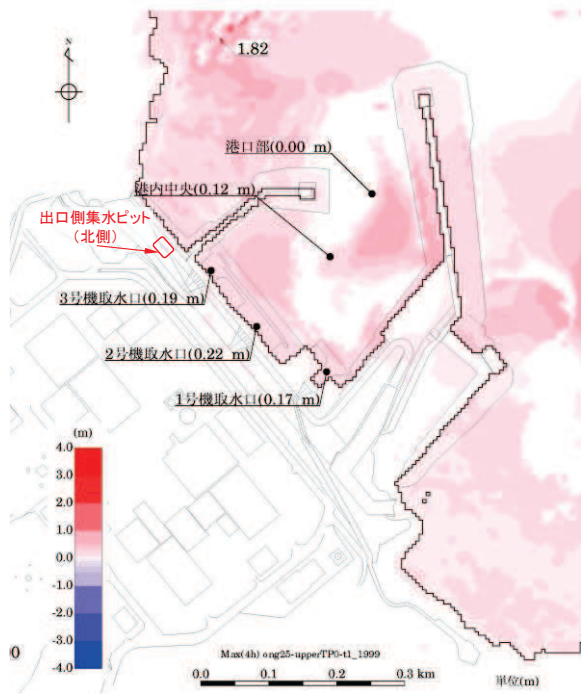 1.82
N
港口部(0.00 m)
港内中央(0.12 m)
出口側集水ピット
(北側)
3号機取水口(0.19 m)
2号機取水口(0.22 m)
1号機取水口(0.17 m)
(m)
4.0
3.0
2.0
1.0
0.0
-1.0
-2.0
-3.0
-4.0
0
Max(4h) ong25-upperTP0-t1_1999
0.0 0.1 0.2 0.3 km
単位(m)